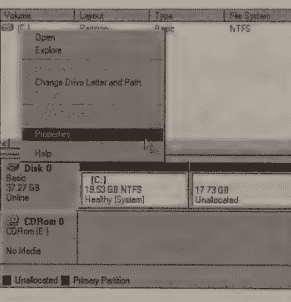 Volume Layout Type File System
(C:) Partition Basic NTFS
Open
Explore
Change Drive Letter and Path
Properties
Help
Disk 0
Basic
37.27 GB
Online
(C:)
19.53 GB NTFS
Healthy (System)
17.73 GB
Unallocated
CDRom 0
CDRom (E:)
No Media
Unallocated Primary Partition